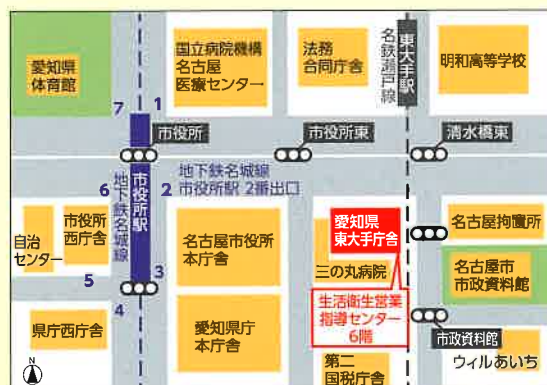 愛知県
体育館
国立病院機構
名古屋
医療センター
法務
合同庁舎
名鉄瀬戸線
東大手駅
明和高等学校
7
1
市役所
市役所東
清水橋東
6
地下鉄名城線
市役所駅
2
地下鉄名城線
市役所駅 2番出口
自治
センター
市役所
西庁舎
名古屋市役所
本庁舎
愛知県
東大手庁舎
三の丸病院
名古屋拘置所
名古屋市
市政資料館
5
3
4
県庁西庁舎
愛知県庁
本庁舎
生活衛生営業
指導センター
6階
市政資料館
ウィルあいち
第二
国税庁舎
N